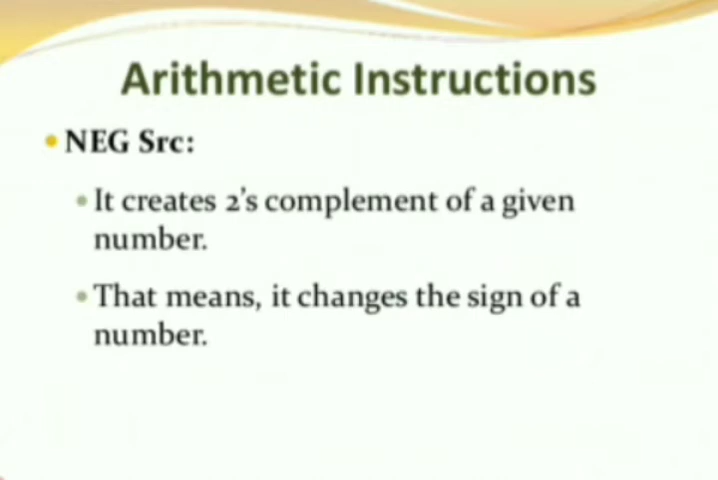 Arithmetic Instructions
• NEG Src:
• It creates 2's complement of a given
number.
• That means, it changes the sign of a
number.